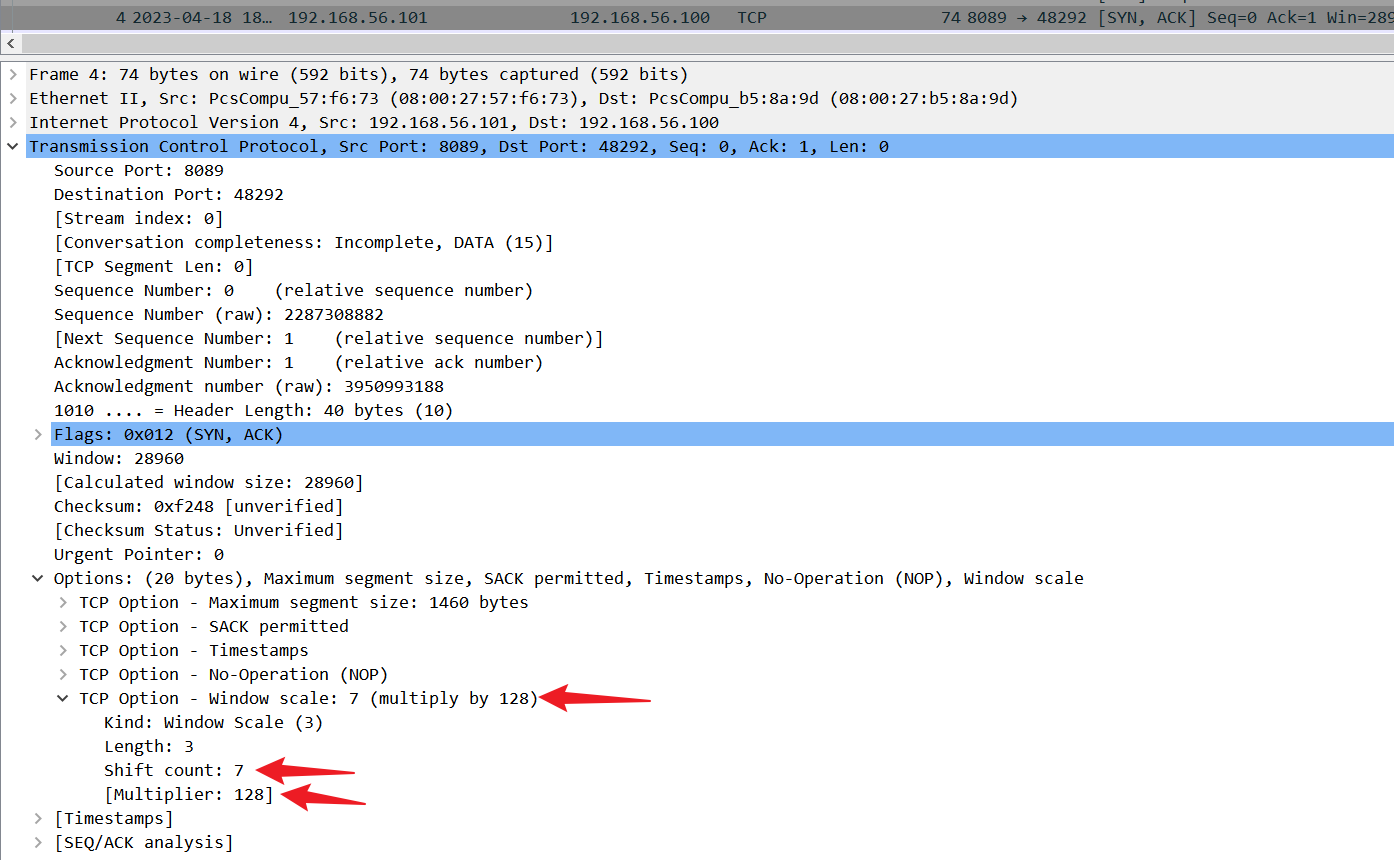 4 2023-04-18 18… 192.168.56.101 192.168.56.100 TCP 74 8089 → 48292 [SYN, ACK] Seq=0 Ack=1 Win=289
Frame 4: 74 bytes on wire (592 bits), 74 bytes captured (592 bits)
Ethernet II, Src: PcsCompu_57:f6:73 (08:00:27:57:f6:73), Dst: PcsCompu_b5:8a:9d (08:00:27:b5:8a:9d)
Internet Protocol Version 4, Src: 192.168.56.101, Dst: 192.168.56.100
Transmission Control Protocol, Src Port: 8089, Dst Port: 48292, Seq: 0, Ack: 1, Len: 0
Source Port: 8089
Destination Port: 48292
[Stream index: 0]
[Conversation completeness: Incomplete, DATA (15)]
[TCP Segment Len: 0]
Sequence Number: 0 (relative sequence number)
Sequence Number (raw): 2287308882
[Next Sequence Number: 1 (relative sequence number)]
Acknowledgment Number: 1 (relative ack number)
Acknowledgment number (raw): 3950993188
1010 .... = Header Length: 40 bytes (10)
Flags: 0x012 (SYN, ACK)
Window: 28960
[Calculated window size: 28960]
Checksum: 0xf248 [unverified]
[Checksum Status: Unverified]
Urgent Pointer: 0
Options: (20 bytes), Maximum segment size, SACK permitted, Timestamps, No-Operation (NOP), Window scale
TCP Option - Maximum segment size: 1460 bytes
TCP Option - SACK permitted
TCP Option - Timestamps
TCP Option - No-Operation (NOP)
TCP Option - Window scale: 7 (multiply by 128)
Kind: Window Scale (3)
Length: 3
Shift count: 7
[Multiplier: 128]
[Timestamps]
[SEQ/ACK analysis]